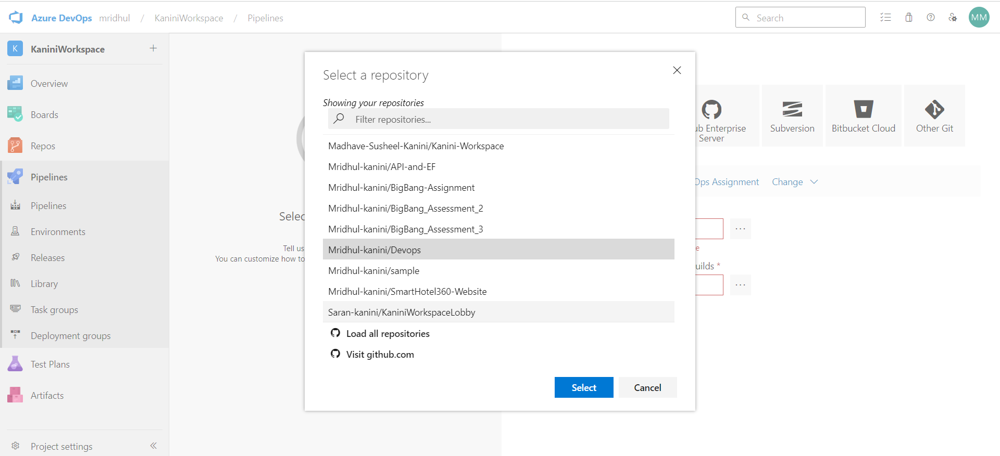 Azure DevOps mridhul / KaniniWorkspace / Pipelines
Search
MM
K KaniniWorkspace +
Overview
Boards
Repos
Pipelines
Pipelines
Environments
Releases
Library
Task groups
Deployment groups
Test Plans
Artifacts
Project settings
Selec
Tell us
You can customize how to
Select a repository
Showing your repositories
Filter repositories...
Madhave-Susheel-Kanini/Kanini-Workspace
Mridhul-kanini/API-and-EF
Mridhul-kanini/BigBang-Assignment
Mridhul-kanini/BigBang_Assessment_2
Mridhul-kanini/BigBang_Assessment_3
Mridhul-kanini/Devops
Mridhul-kanini/sample
Mridhul-kanini/SmartHotel360-Website
Saran-kanini/KaniniWorkspaceLobby
Load all repositories
Visit github.com
Select
Cancel
ub Enterprise
Server
Subversion
Bitbucket Cloud
Other Git
Ops Assignment
Change
...
e
uilds *
...